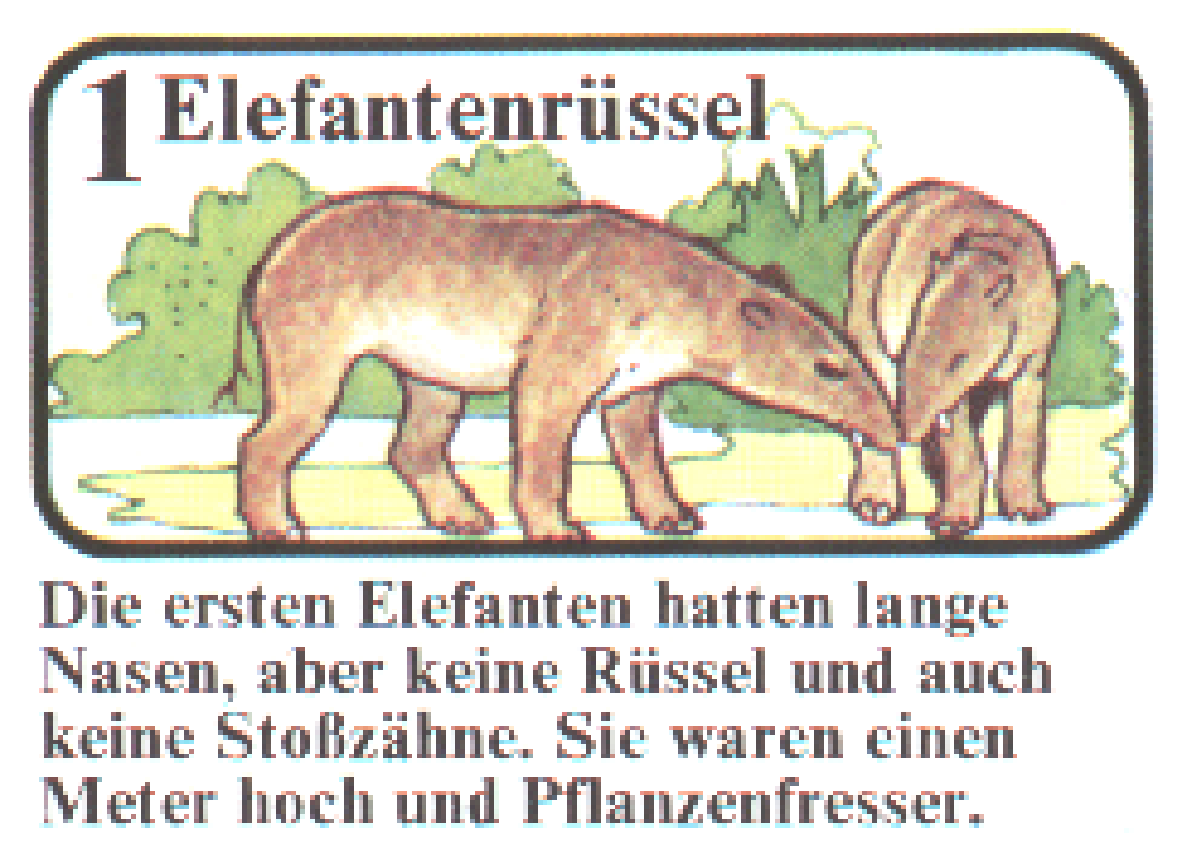 1 Elefantenrüssel
Die ersten Elefanten hatten lange
Nasen, aber keine Rüssel und auch
keine Stoßzähne. Sie waren einen
Meter hoch und Pflanzenfresser.